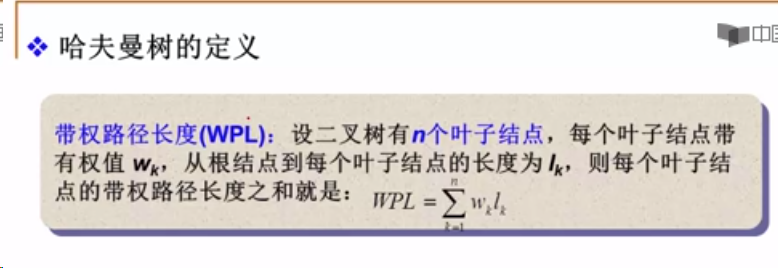 哈夫曼树的定义
中国
带权路径长度(WPL)：设二叉树有n个叶子结点，每个叶子结点带
有权值 wₖ，从根结点到每个叶子结点的长度为 lₖ，则每个叶子结
点的带权路径长度之和就是： WPL = ∑ₖ₌₁ⁿ wₖlₖ